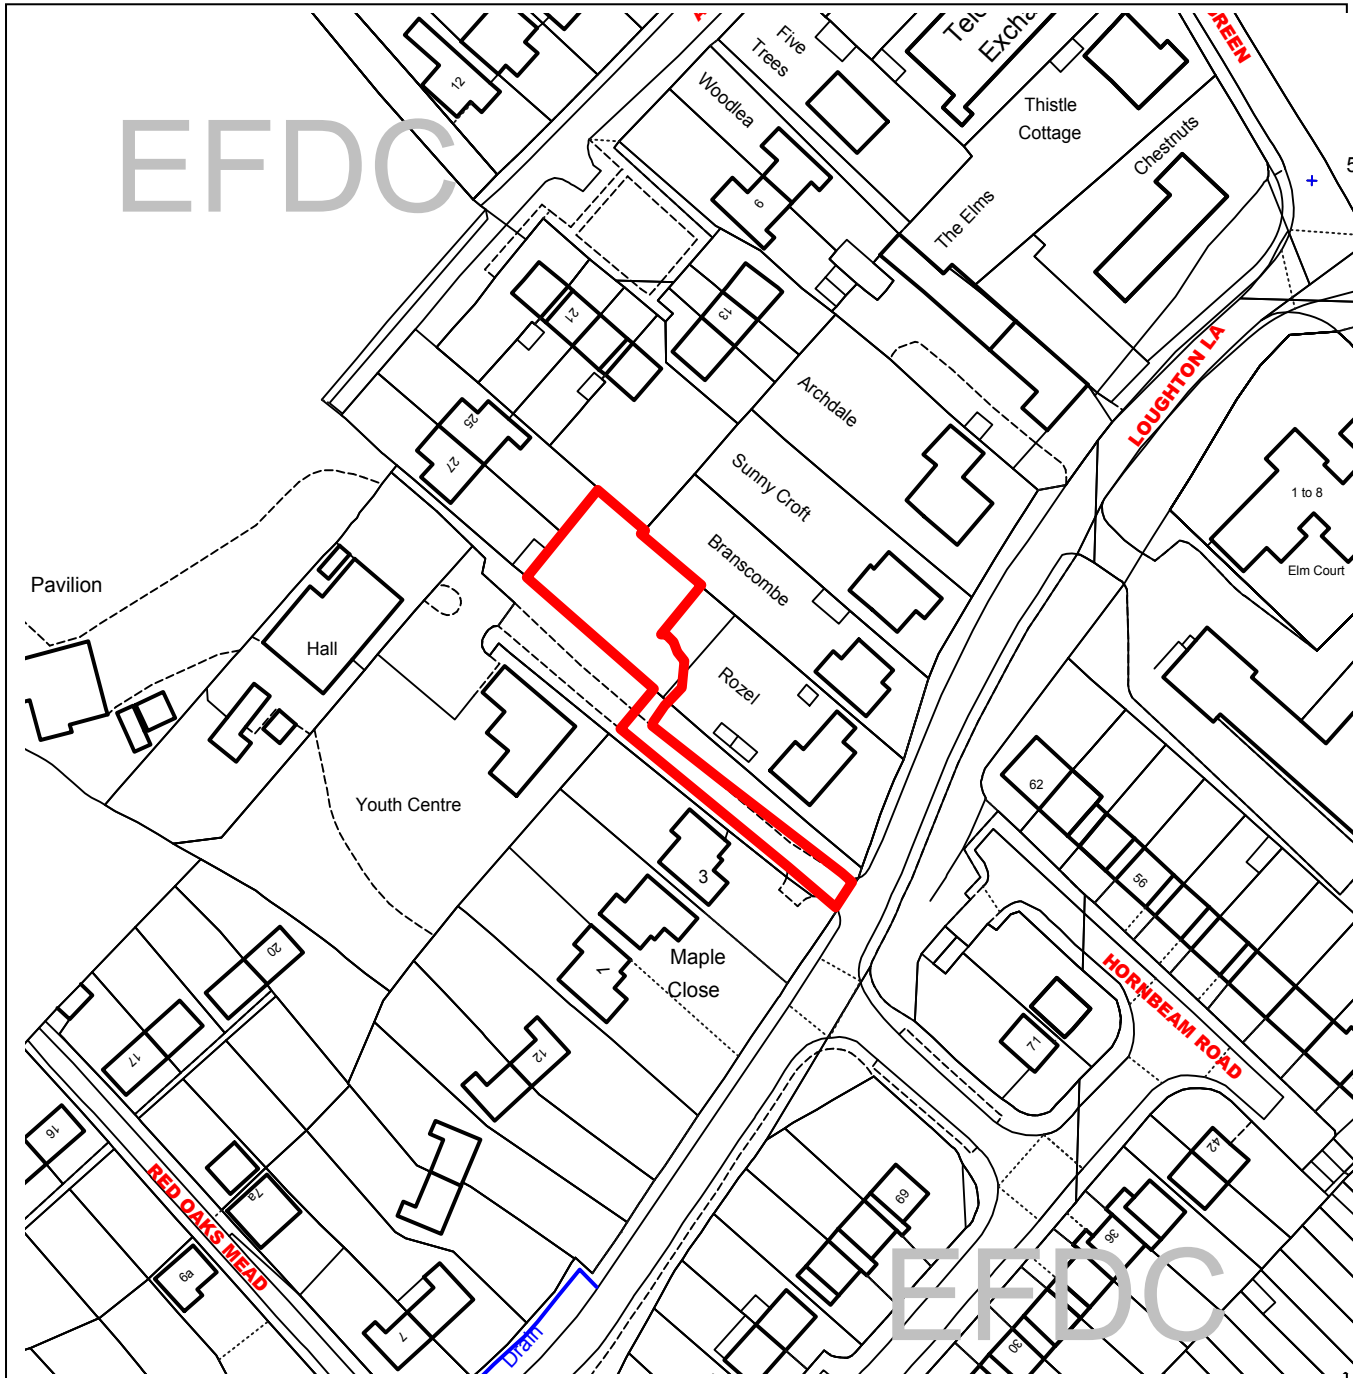 EFDC
12
Five
Trees
Woodlea
9
Thistle
Cottage
Chestnuts
The Elms
GREEN
21
13
Archdale
LOUGHTON LA
25
27
Sunny Croft
Branscombe
1 to 8
Elm Court
Pavilion
Hall
Rozel
Youth Centre
62
56
3
Maple
Close
7
HORNBEAM ROAD
20
17
12
71
16
7a
RED OAKS MEAD
6a
7
Drain
69
42
36
30
EFDC